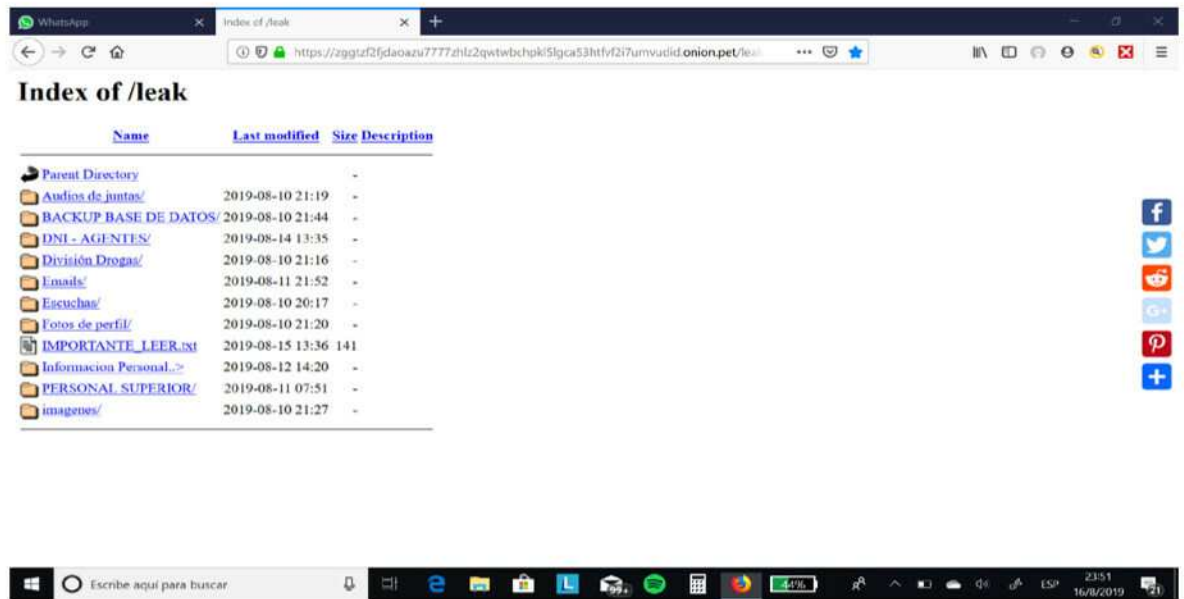 WhatsApp
Index of /leak
Index of /leak
Name Last modified Size Description
Parent Directory -
Audios de juntas/ 2019-08-10 21:19 -
BACKUP BASE DE DATOS/ 2019-08-10 21:44 -
DNI - AGENTES/ 2019-08-14 13:35 -
División Drogas/ 2019-08-10 21:16 -
Emails/ 2019-08-11 21:52 -
Escuchas/ 2019-08-10 20:17 -
Fotos de perfil/ 2019-08-10 21:20 -
IMPORTANTE_LEER.txt 2019-08-15 13:36 141
Informacion Personal..> 2019-08-12 14:20 -
PERSONAL SUPERIOR/ 2019-08-11 07:51 -
imagenes/ 2019-08-10 21:27 -
Escribe aquí para buscar
99+
44%
ESP
23:51
16/8/2019
21